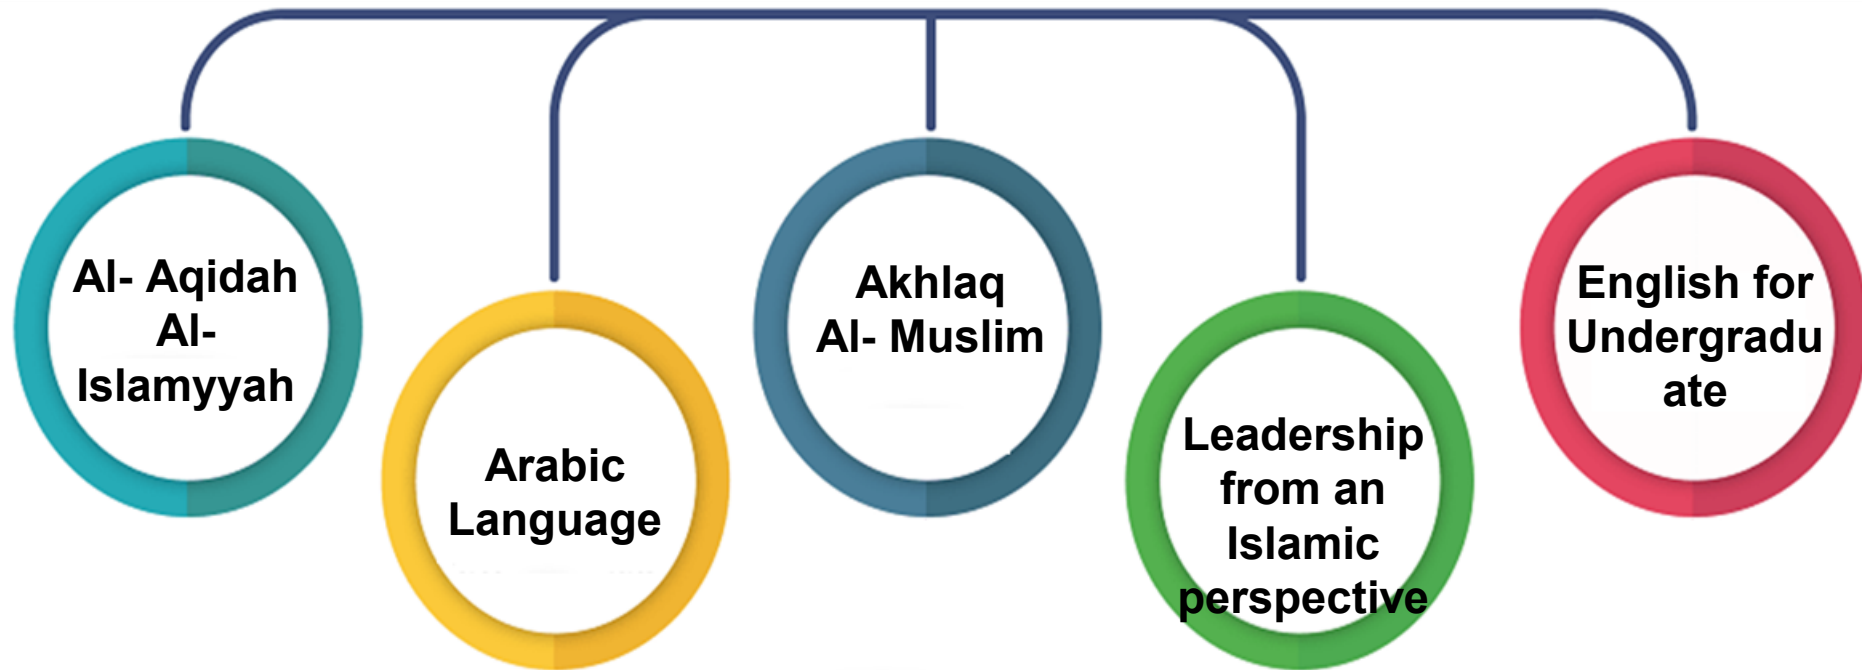 Al- Aqidah
Al-
Islamyyah
Arabic
Language
Akhlaq
Al- Muslim
Leadership
from an
Islamic
perspective
English for
Undergradu
ate